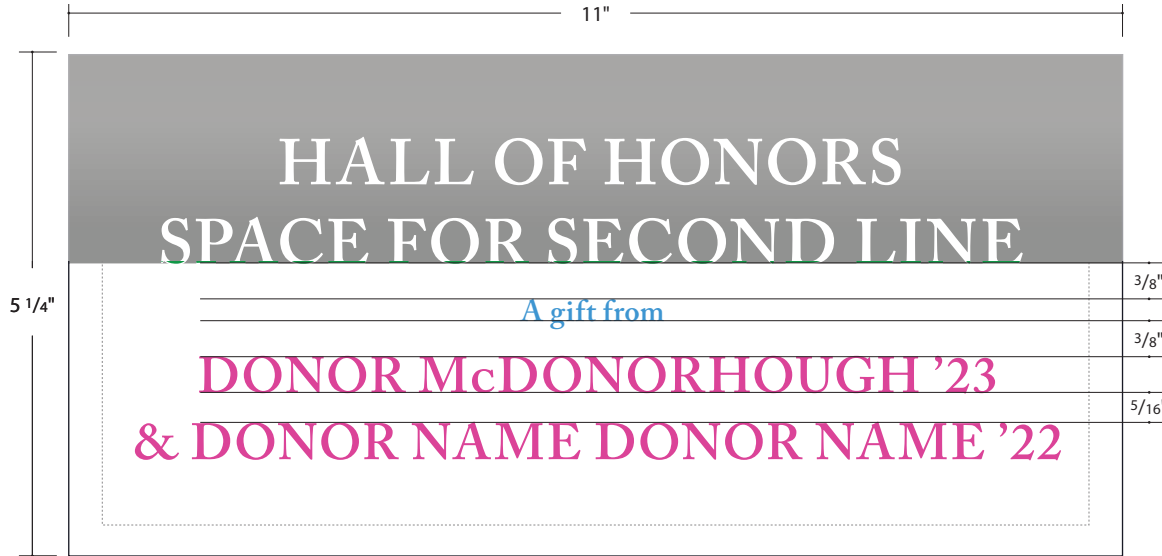 11"
HALL OF HONORS
SPACE FOR SECOND LINE
5 1/4"
3/8"
A gift from
3/8"
DONOR McDONORHOUGH ’23
5/16"
& DONOR NAME DONOR NAME ’22